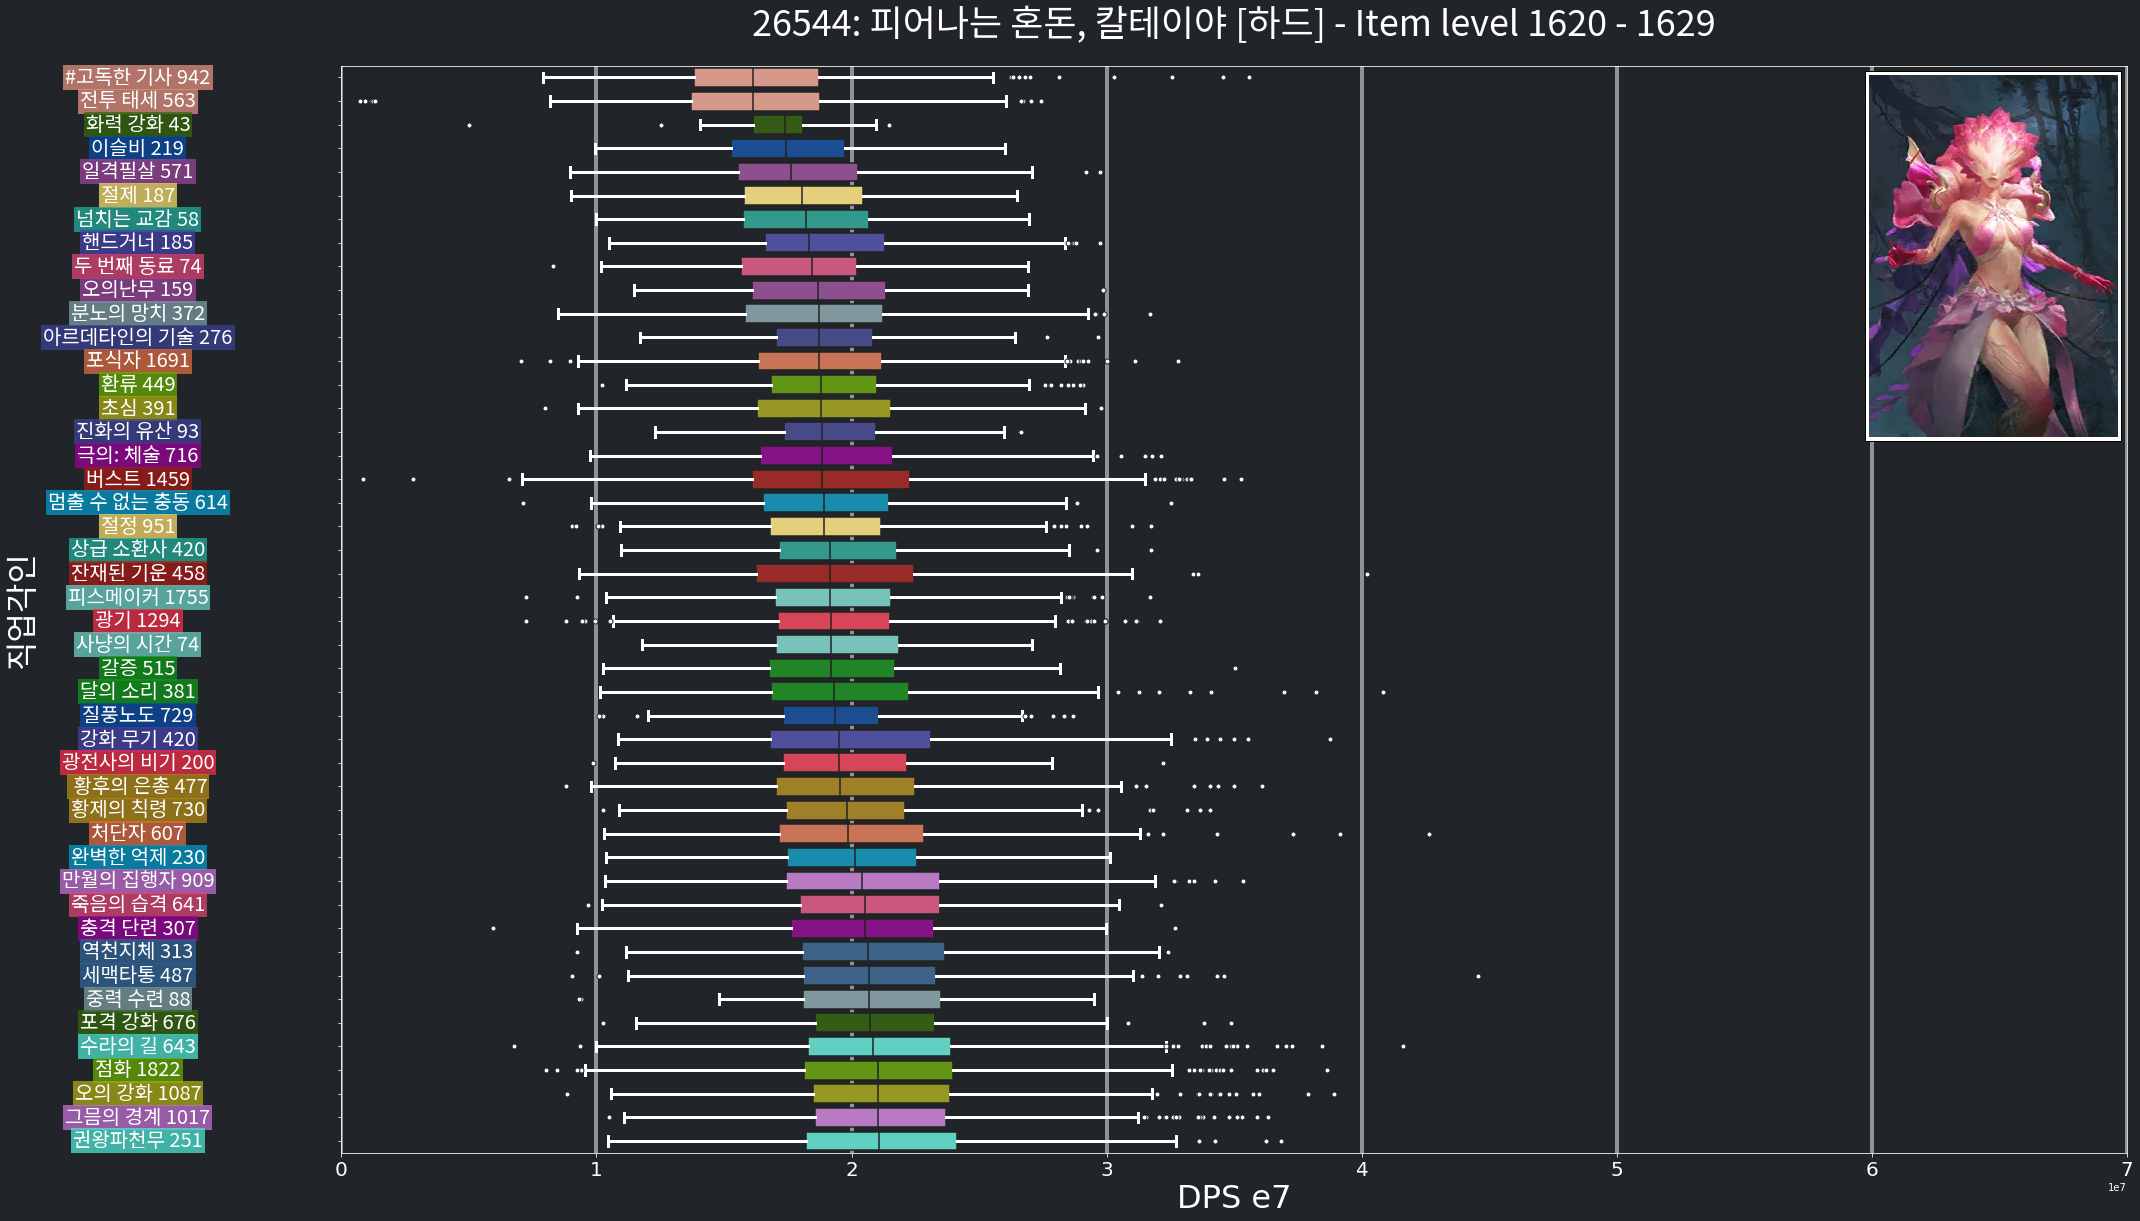 26544: 피어나는 혼돈, 칼테이야 [하드] - Item level 1620 - 1629
#고독한 기사 942
전투 태세 563
화력 강화 43
이슬비 219
일격필살 571
절제 187
넘치는 교감 58
핸드거너 185
두 번째 동료 74
오의난무 159
분노의 망치 372
아르데타인의 기술 276
포식자 1691
환류 449
초심 391
진화의 유산 93
극의: 체술 716
버스트 1459
멈출 수 없는 충동 614
절정 951
상급 소환사 420
잔재된 기운 458
피스메이커 1755
광기 1294
사냥의 시간 74
갈증 515
달의 소리 381
질풍노도 729
강화 무기 420
광전사의 비기 200
황후의 은총 477
황제의 칙령 730
처단자 607
완벽한 억제 230
만월의 집행자 909
죽음의 습격 641
충격 단련 307
역천지체 313
세맥타통 487
중력 수련 88
포격 강화 676
수라의 길 643
점화 1822
오의 강화 1087
그믐의 경계 1017
권왕파천무 251
직업각인
0 1 2 3 4 5 6 7
DPS e7
1e7